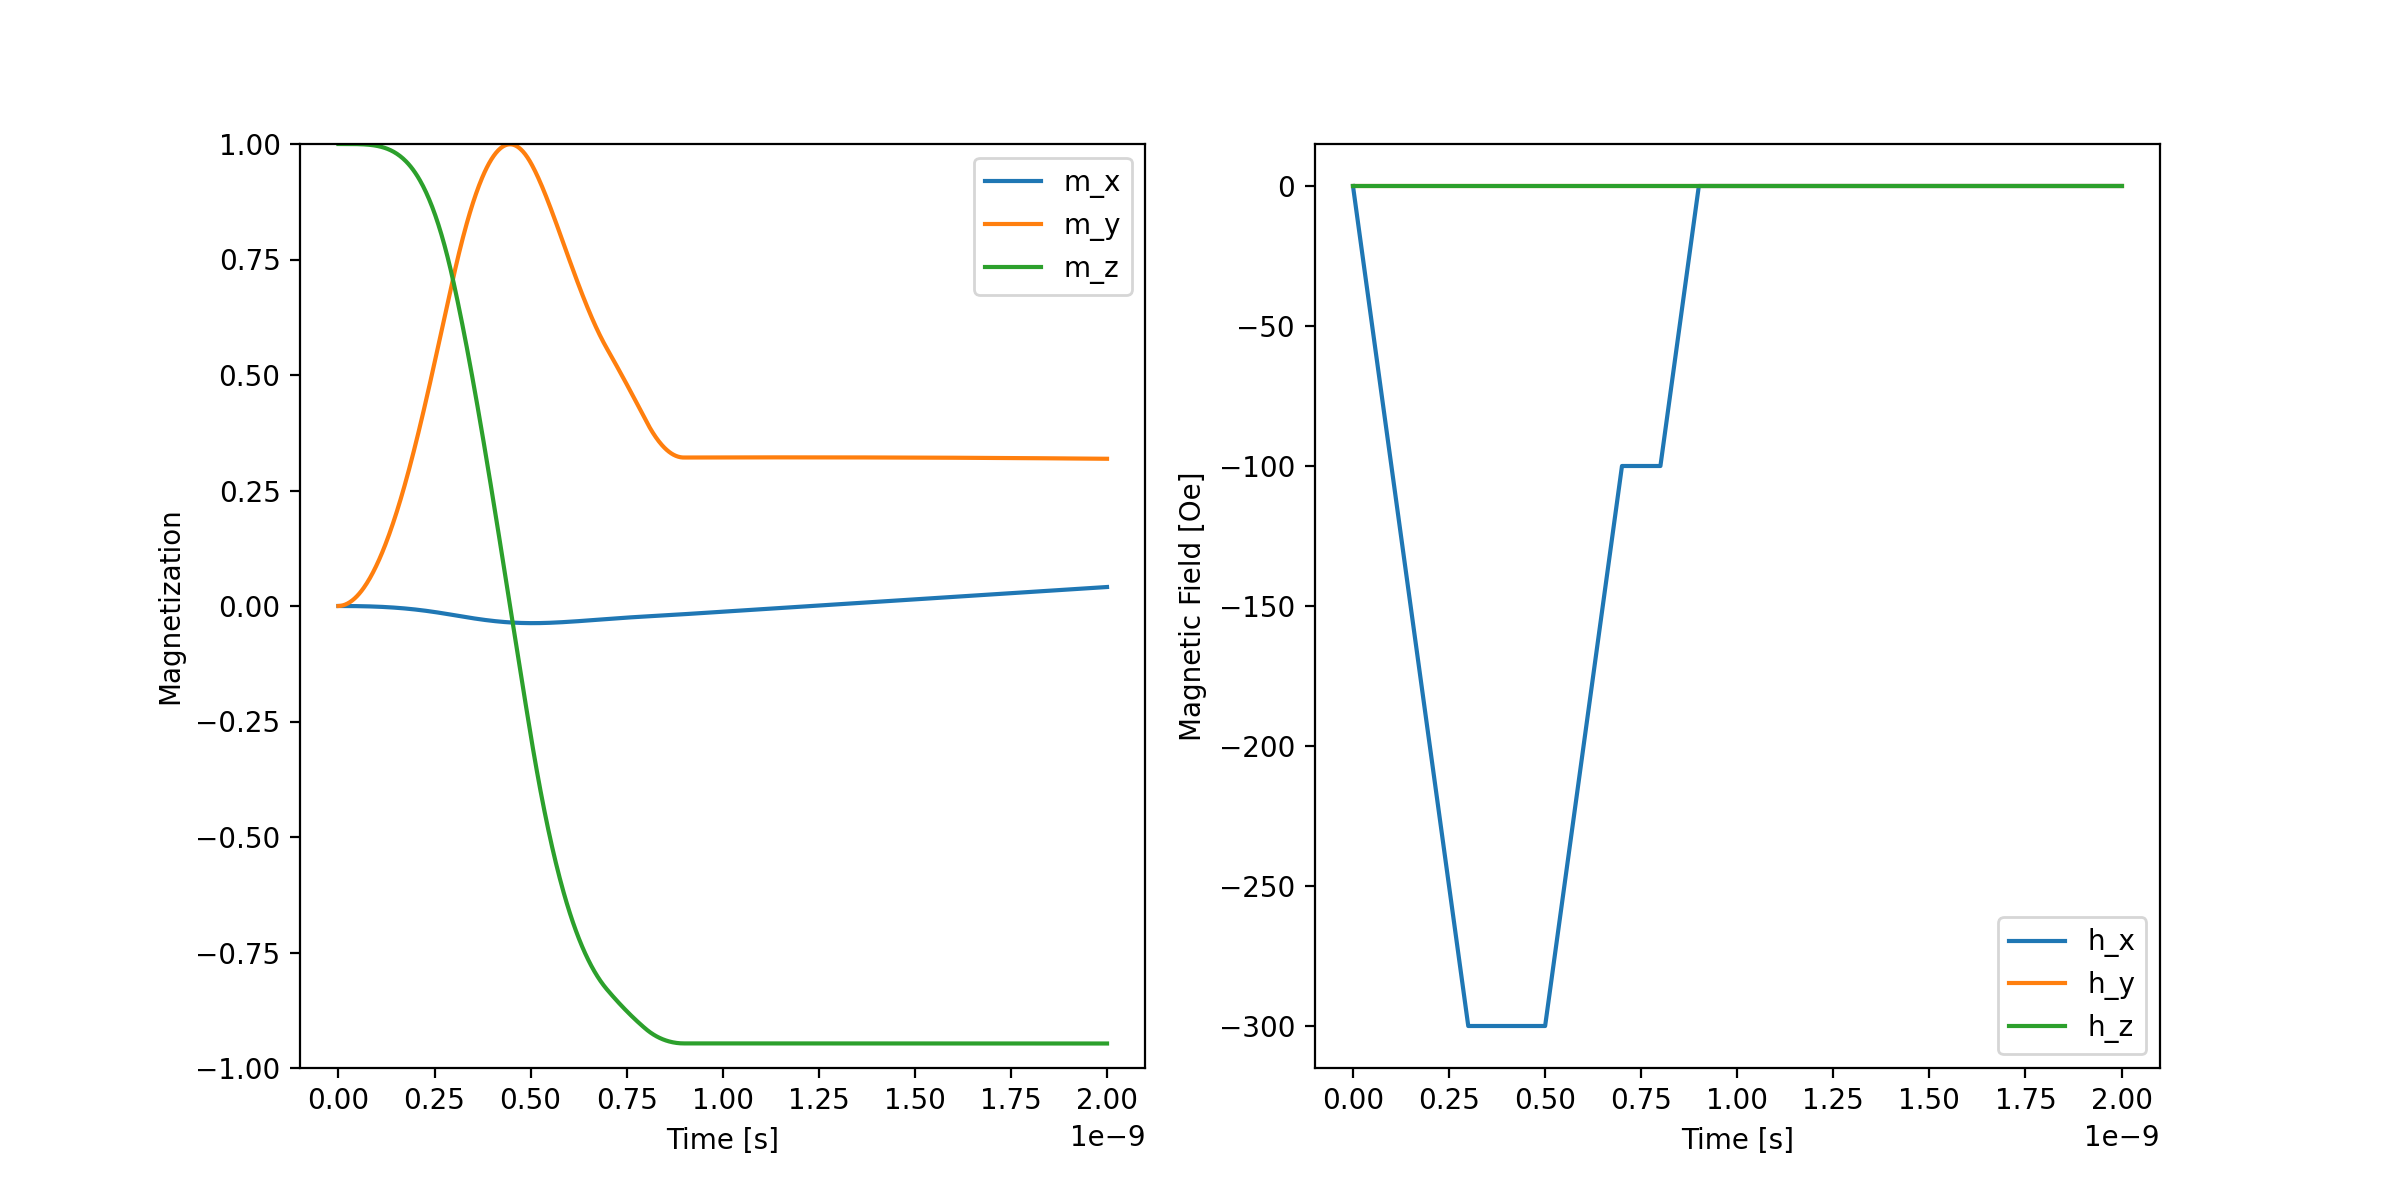 1.00
0.75
0.50
0.25
0.00
−0.25
−0.50
−0.75
−1.00
Magnetization
0.00 0.25 0.50 0.75 1.00 1.25 1.50 1.75 2.00
1e−9
Time [s]
m_x
m_y
m_z
0
−50
−100
−150
−200
−250
−300
Magnetic Field [Oe]
0.00 0.25 0.50 0.75 1.00 1.25 1.50 1.75 2.00
1e−9
Time [s]
h_x
h_y
h_z